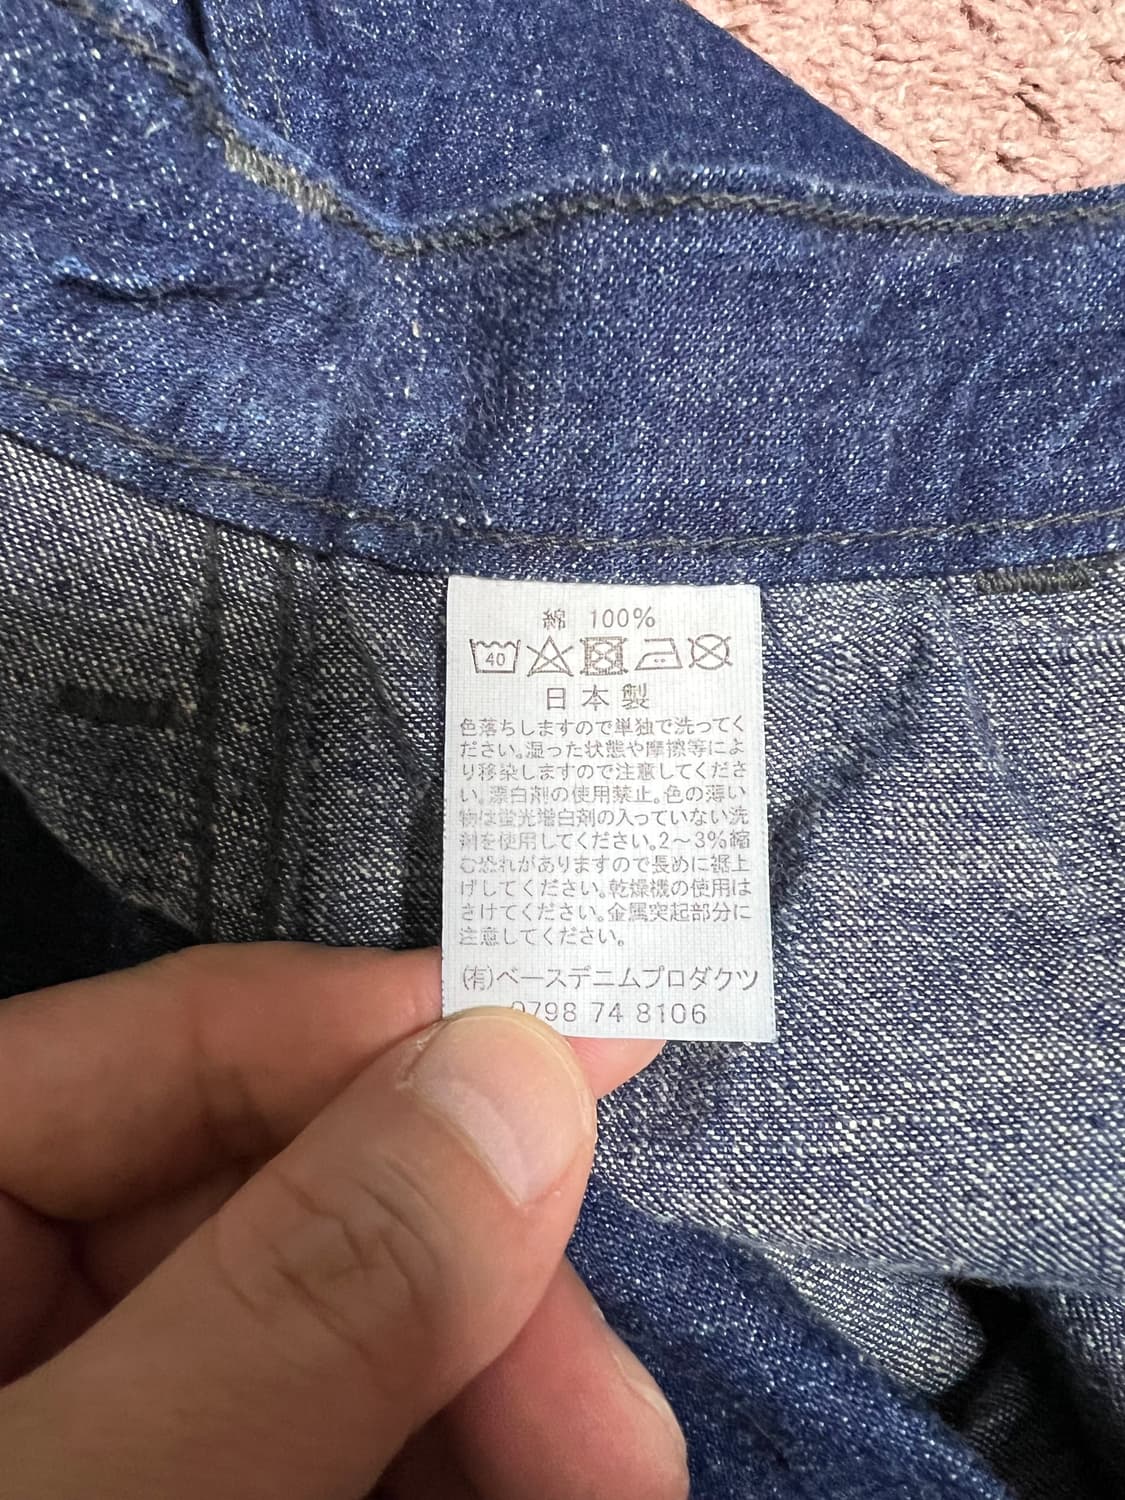 綿 100%
40
日本製
色落ちしますので単独で洗ってく
ださい。湿った状態や摩擦等によ
り移染しますので注意してくださ
い。漂白剤の使用禁止。色の薄い
物は蛍光増白剤の入っていない洗
剤を使用してください。2～3%縮
む恐れがありますので長めに裾上
げしてください。乾燥機の使用は
さけてください。金属突起部分に
注意してください。
(有)ベースデニムプロダクツ
0798 74 8106